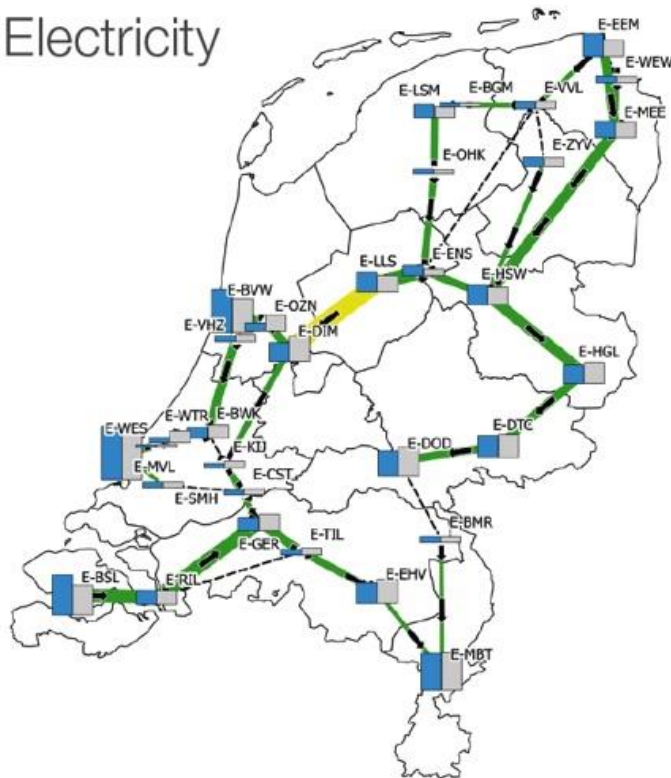 Electricity
E-EEM
E-WEW
E-LSM
E-BGM
E-VVL
E-MEE
E-OHK
E-ZYV
E-ENS
E-LLS
E-HSW
E-BVW
E-OZN
E-VHZ
E-DIM
E-HGL
E-WES
E-WTR
E-BWK
E-DTC
E-DOD
E-KIJ
E-MVL
E-CST
E-SMH
E-BMR
E-GER
E-TIL
E-BSL
E-RIL
E-EHV
E-MBT